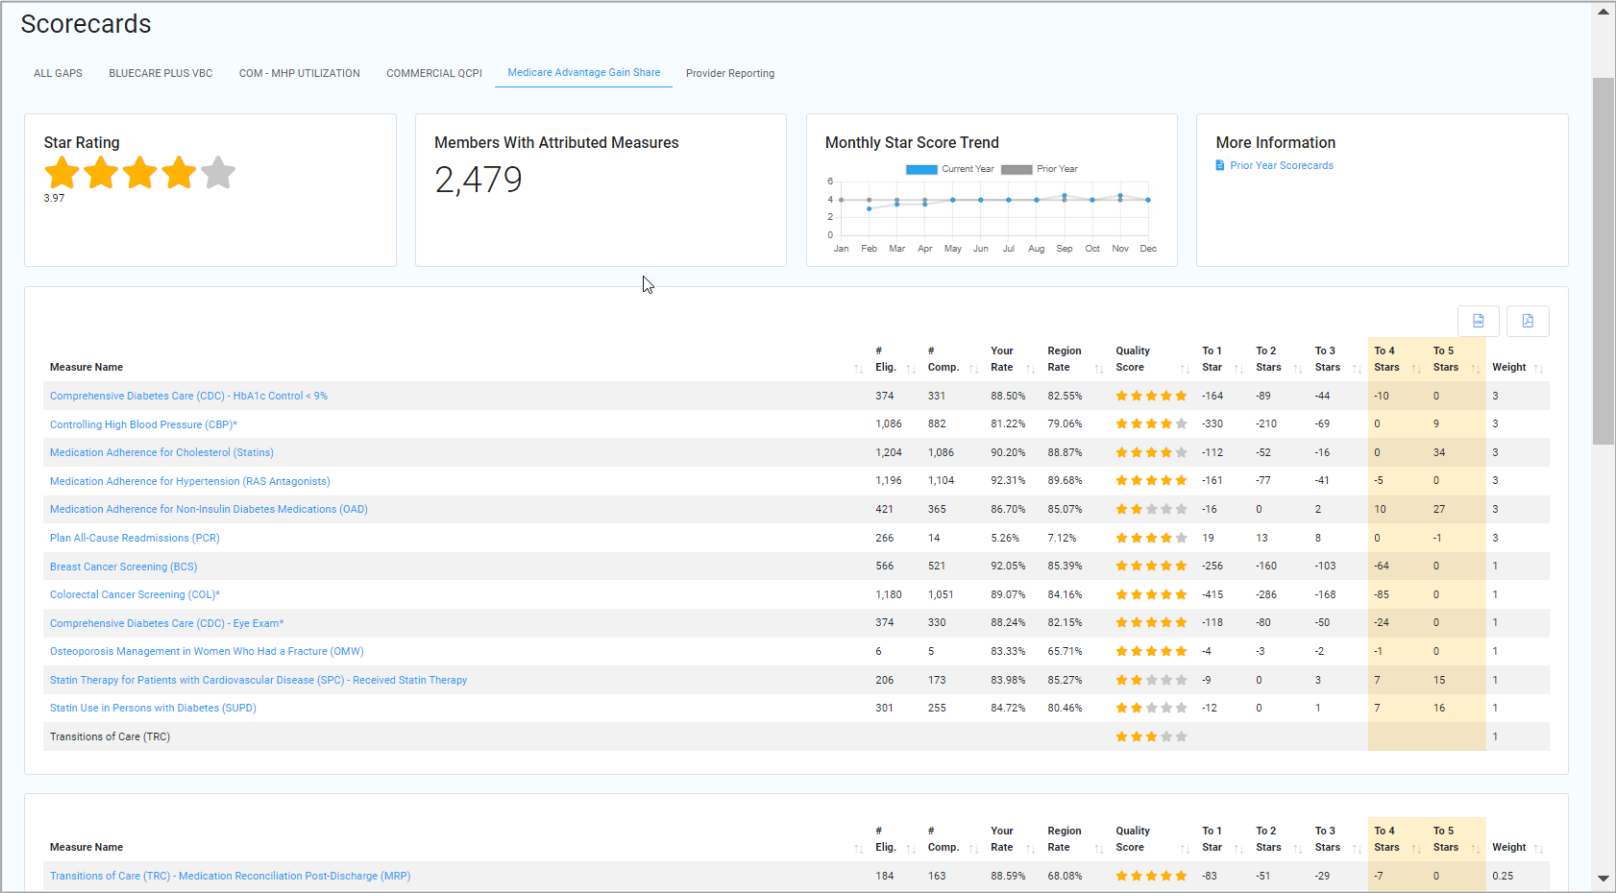 Scorecards
ALL GAPS BLUECARE PLUS VBC COM - MHP UTILIZATION COMMERCIAL QCPI Medicare Advantage Gain Share Provider Reporting
Star Rating
3.97
Members With Attributed Measures
2,479
Monthly Star Score Trend
Current Year Prior Year
6
4
2
0
Jan Feb Mar Apr May Jun Jul Aug Sep Oct Nov Dec
More Information
Prior Year Scorecards
Measure Name # Elig. # Comp. Your Rate Region Rate Quality Score To 1 Star To 2 Stars To 3 Stars To 4 Stars To 5 Stars Weight
Comprehensive Diabetes Care (CDC) - HbA1c Control < 9% 374 331 88.50% 82.55% -164 -89 -44 -10 0 3
Controlling High Blood Pressure (CBP)* 1,086 882 81.22% 79.06% -330 -210 -69 0 9 3
Medication Adherence for Cholesterol (Statins) 1,204 1,086 90.20% 88.87% -112 -52 -16 0 34 3
Medication Adherence for Hypertension (RAS Antagonists) 1,196 1,104 92.31% 89.68% -161 -77 -41 -5 0 3
Medication Adherence for Non-Insulin Diabetes Medications (OAD) 421 365 86.70% 85.07% -16 0 2 10 27 3
Plan All-Cause Readmissions (PCR) 266 14 5.26% 7.12% 19 13 8 0 -1 3
Breast Cancer Screening (BCS) 566 521 92.05% 85.39% -256 -160 -103 -64 0 1
Colorectal Cancer Screening (COL)* 1,180 1,051 89.07% 84.16% -415 -286 -168 -85 0 1
Comprehensive Diabetes Care (CDC) - Eye Exam* 374 330 88.24% 82.15% -118 -80 -50 -24 0 1
Osteoporosis Management in Women Who Had a Fracture (OMW) 6 5 83.33% 65.71% -4 -3 -2 -1 0 1
Statin Therapy for Patients with Cardiovascular Disease (SPC) - Received Statin Therapy 206 173 83.98% 85.27% -9 0 3 7 15 1
Statin Use in Persons with Diabetes (SUPD) 301 255 84.72% 80.46% -12 0 1 7 16 1
Transitions of Care (TRC) 1
Measure Name # Elig. # Comp. Your Rate Region Rate Quality Score To 1 Star To 2 Stars To 3 Stars To 4 Stars To 5 Stars Weight
Transitions of Care (TRC) - Medication Reconciliation Post-Discharge (MRP) 184 163 88.59% 68.08% -83 -51 -29 -7 0 0.25